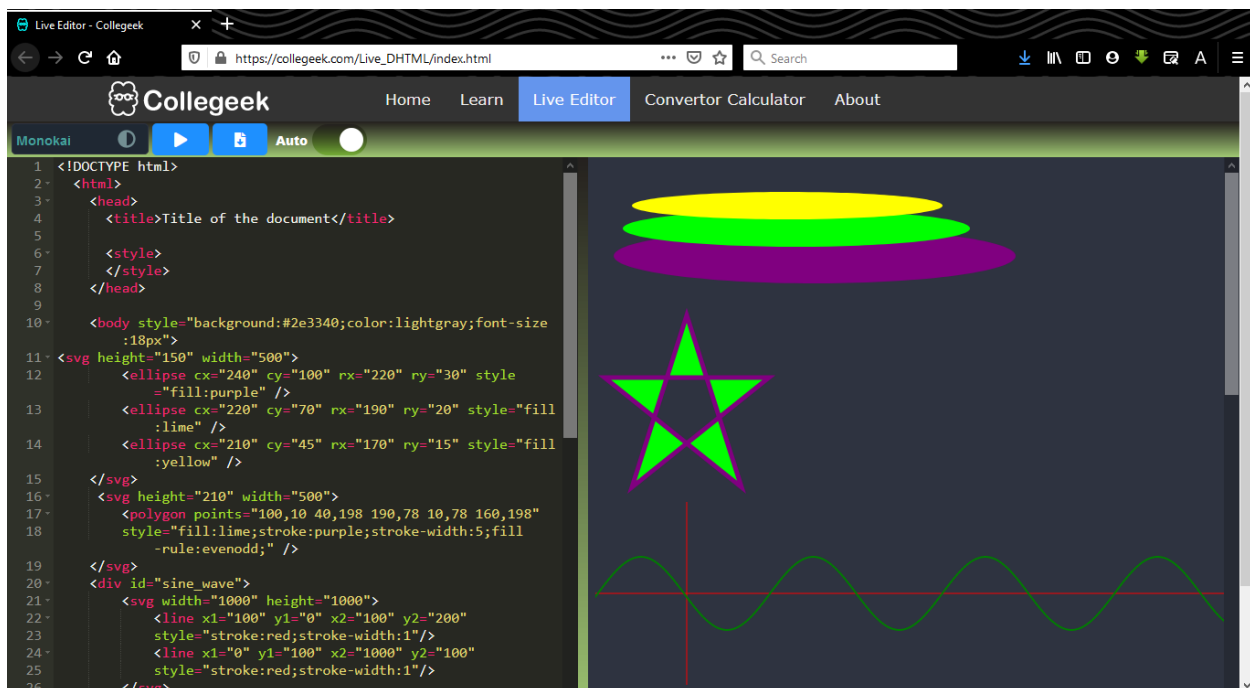 Live Editor - Collegeek
https://collegeek.com/Live_DHTML/index.html
Search
Collegeek Home Learn Live Editor Convertor Calculator About
Monokai Auto
1 <!DOCTYPE html>
2 <html>
3 <head>
4 <title>Title of the document</title>
5
6 <style>
7 </style>
8 </head>
9
10 <body style="background:#2e3340;color:lightgray;font-size
:18px">
11 <svg height="150" width="500">
12 <ellipse cx="240" cy="100" rx="220" ry="30" style
="fill:purple" />
13 <ellipse cx="220" cy="70" rx="190" ry="20" style="fill
:lime" />
14 <ellipse cx="210" cy="45" rx="170" ry="15" style="fill
:yellow" />
15 </svg>
16 <svg height="210" width="500">
17 <polygon points="100,10 40,198 190,78 10,78 160,198"
18 style="fill:lime;stroke:purple;stroke-width:5;fill
-rule:evenodd;" />
19 </svg>
20 <div id="sine_wave">
21 <svg width="1000" height="1000">
22 <line x1="100" y1="0" x2="100" y2="200"
23 style="stroke:red;stroke-width:1"/>
24 <line x1="0" y1="100" x2="1000" y2="100"
25 style="stroke:red;stroke-width:1"/>
26 </svg>